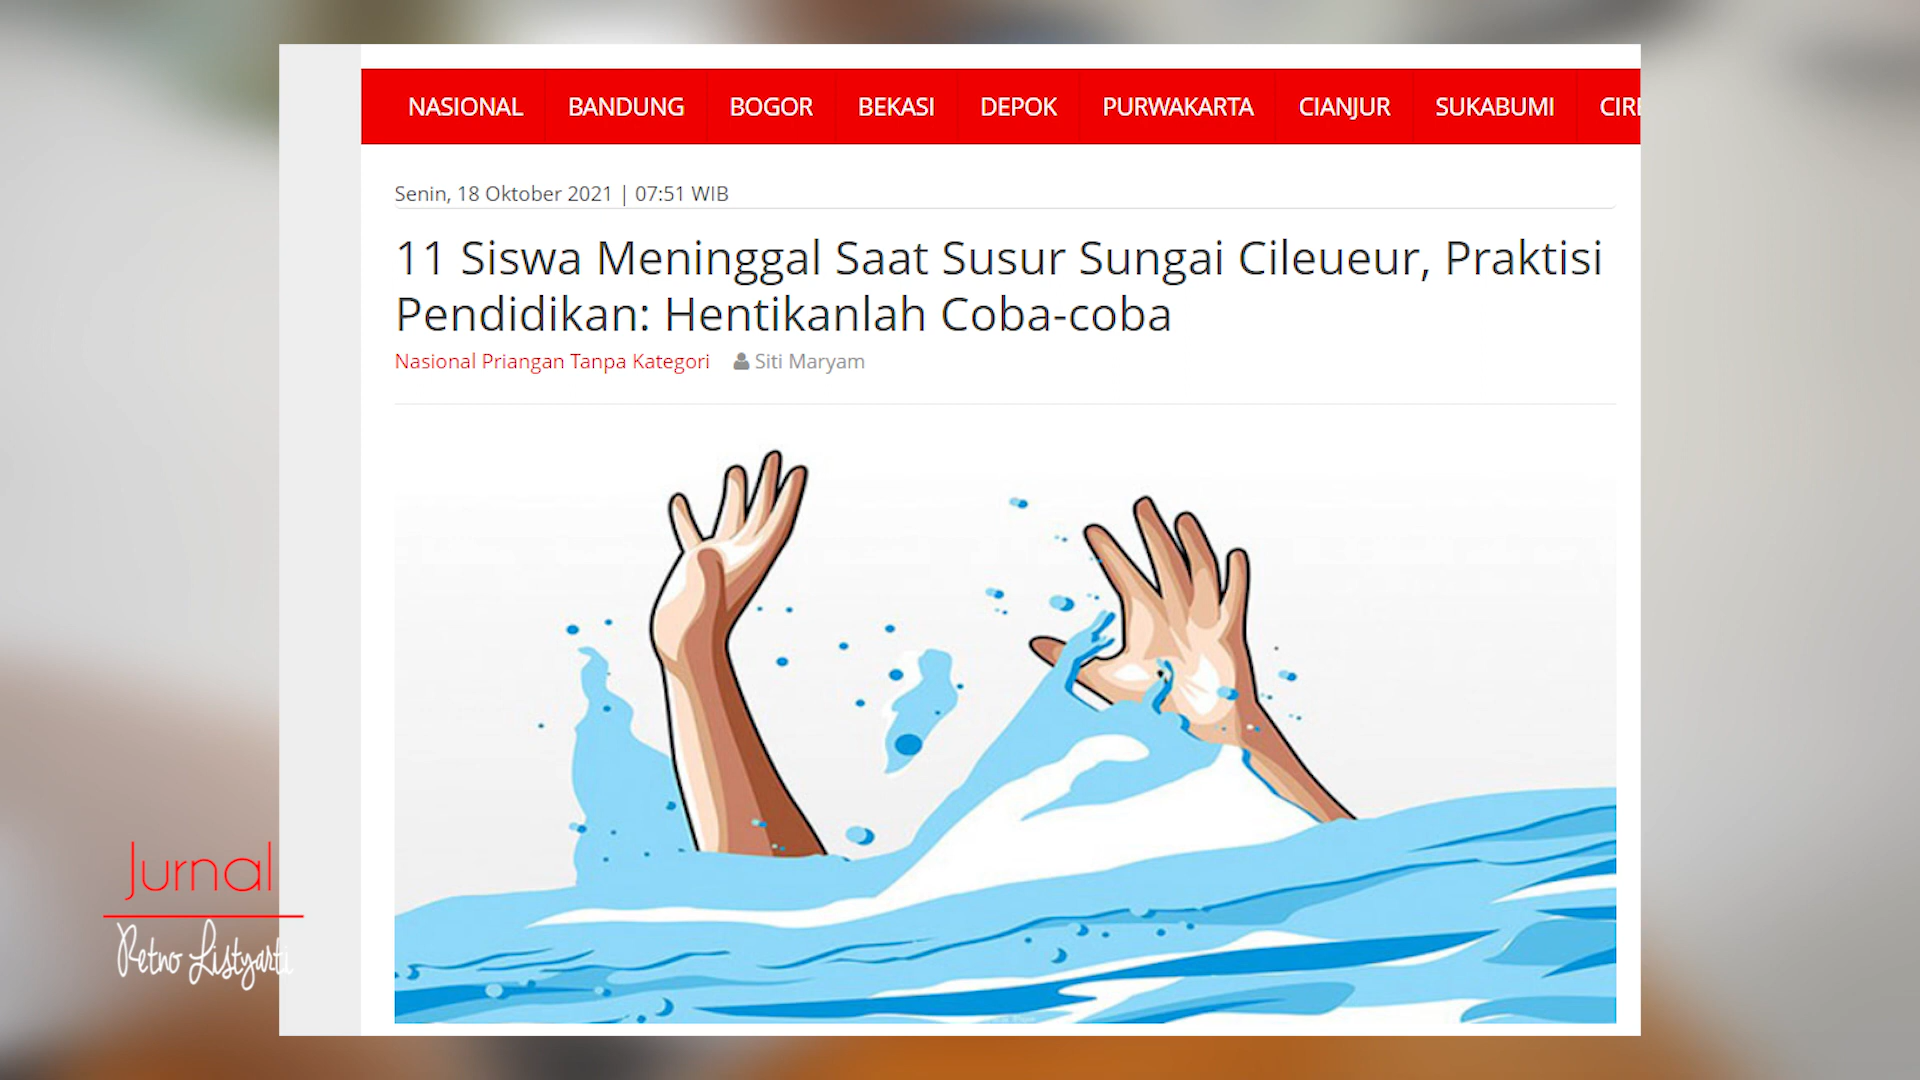 NASIONAL BANDUNG BOGOR BEKASI DEPOK PURWAKARTA CIANJUR SUKABUMI
Senin, 18 Oktober 2021 | 07:51 WIB
11 Siswa Meninggal Saat Susur Sungai Cileueur, Praktisi
Pendidikan: Hentikanlah Coba-coba
Nasional Priangan Tanpa Kategori Siti Maryam
Jurnal
Retno Listyarti